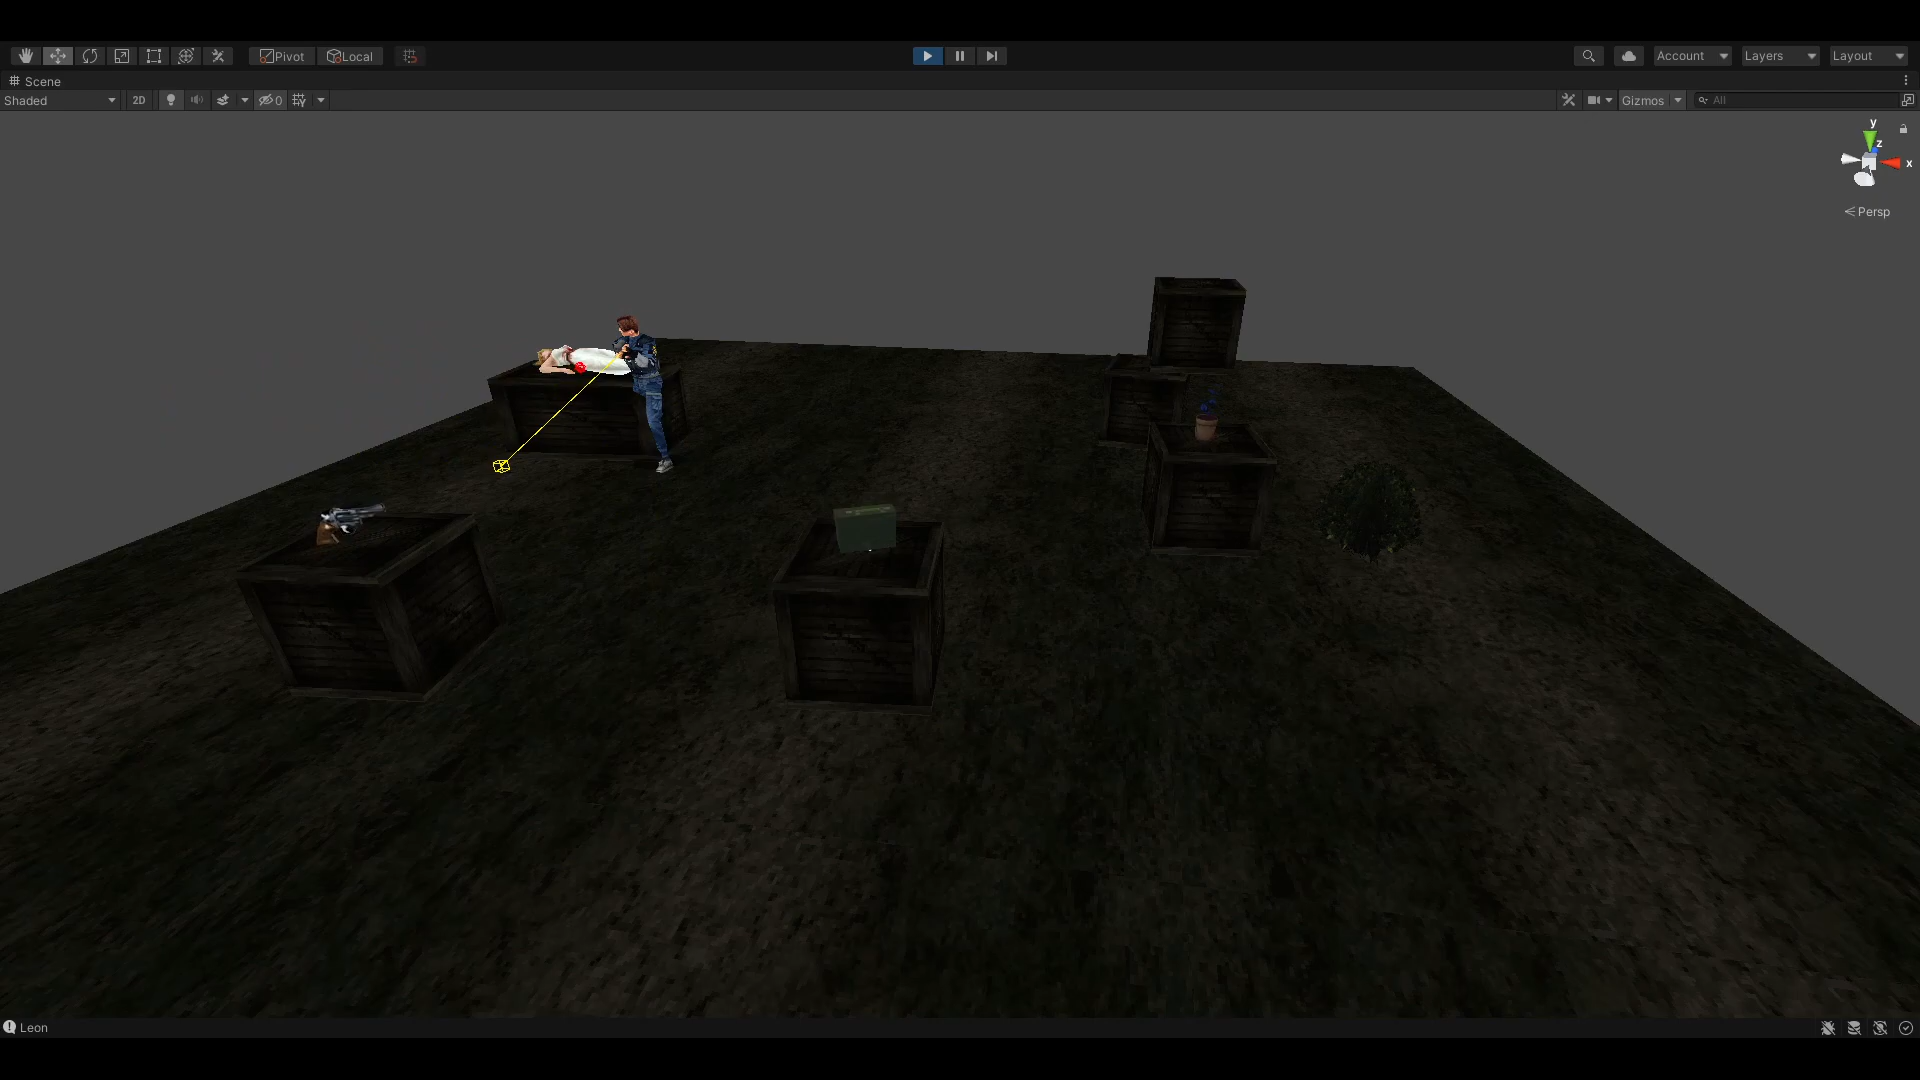 Pivot Local Account Layers Layout
Scene
Shaded 2D 0 Gizmos All
y
z
x
Persp
Leon